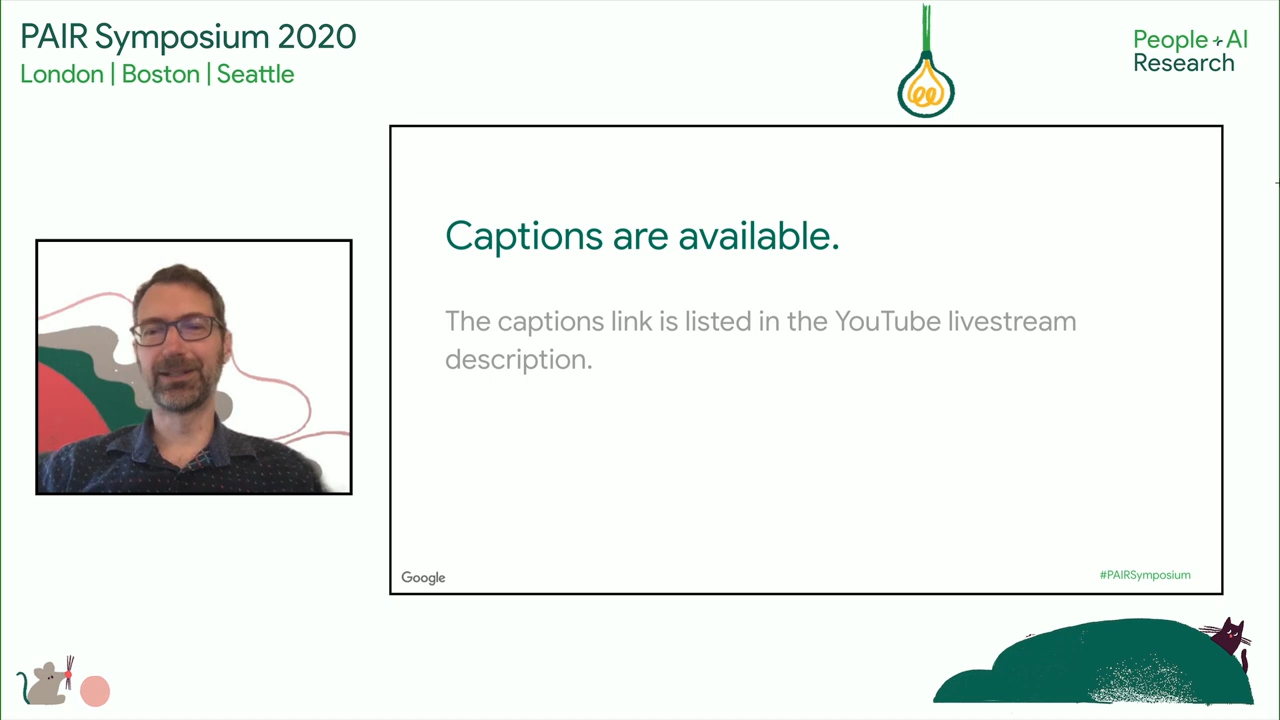 PAIR Symposium 2020
London | Boston | Seattle
People + AI
Research
Captions are available.
The captions link is listed in the YouTube livestream
description.
Google
#PAIRSymposium